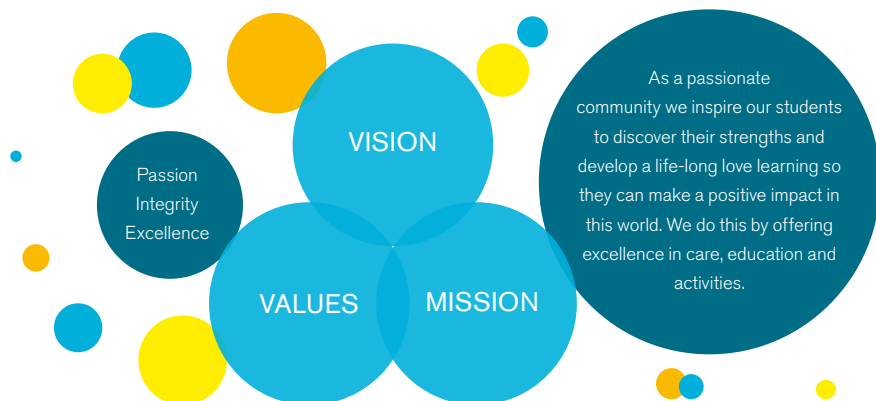 VISION
Passion
Integrity
Excellence
VALUES
MISSION
As a passionate
community we inspire our students
to discover their strengths and
develop a life-long love learning so
they can make a positive impact in
this world. We do this by offering
excellence in care, education and
activities.